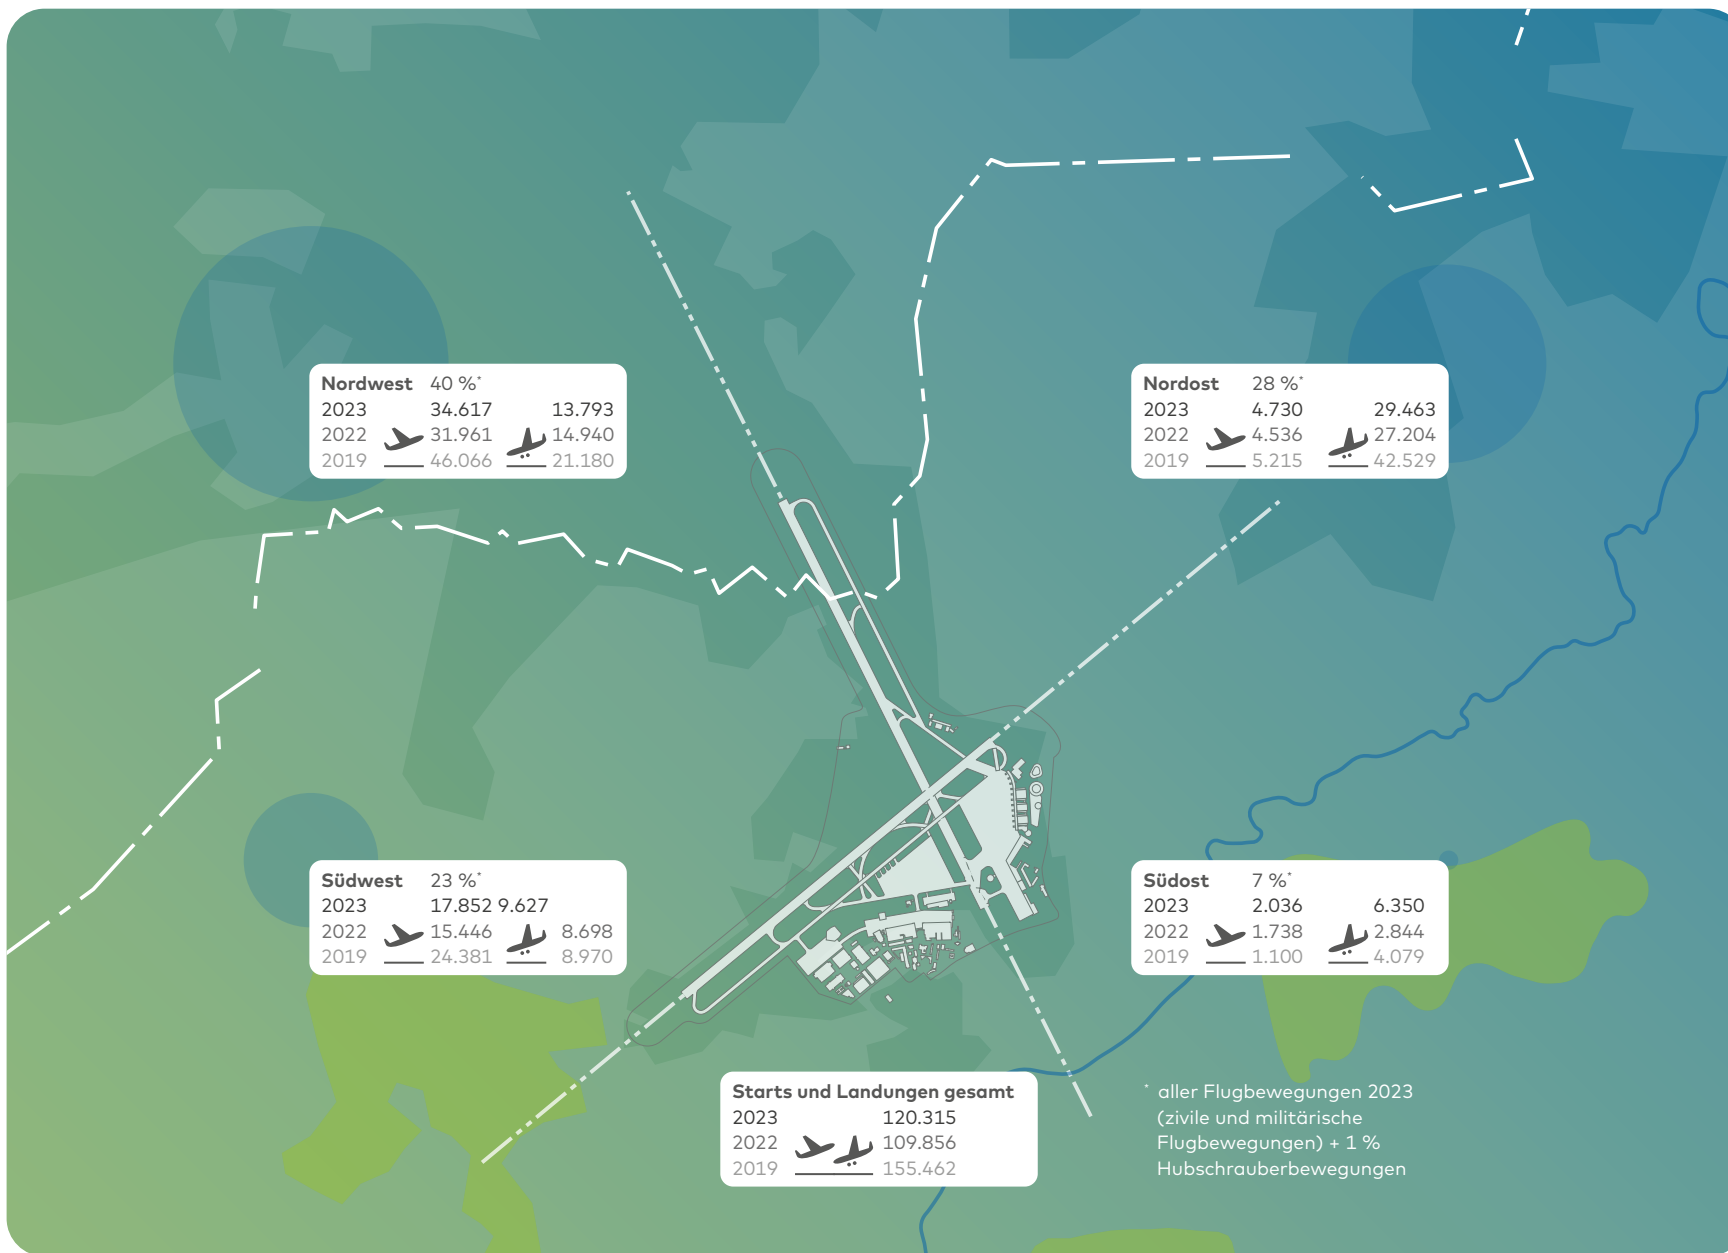 Nordwest 40 %*
2023 34.617 13.793
2022 31.961 14.940
2019 46.066 21.180
Nordost 28 %*
2023 4.730 29.463
2022 4.536 27.204
2019 5.215 42.529
Südwest 23 %*
2023 17.852 9.627
2022 15.446 8.698
2019 24.381 8.970
Südost 7 %*
2023 2.036 6.350
2022 1.738 2.844
2019 1.100 4.079
Starts und Landungen gesamt
2023 120.315
2022 109.856
2019 155.462
* aller Flugbewegungen 2023
(zivile und militärische
Flugbewegungen) + 1 %
Hubschrauberbewegungen